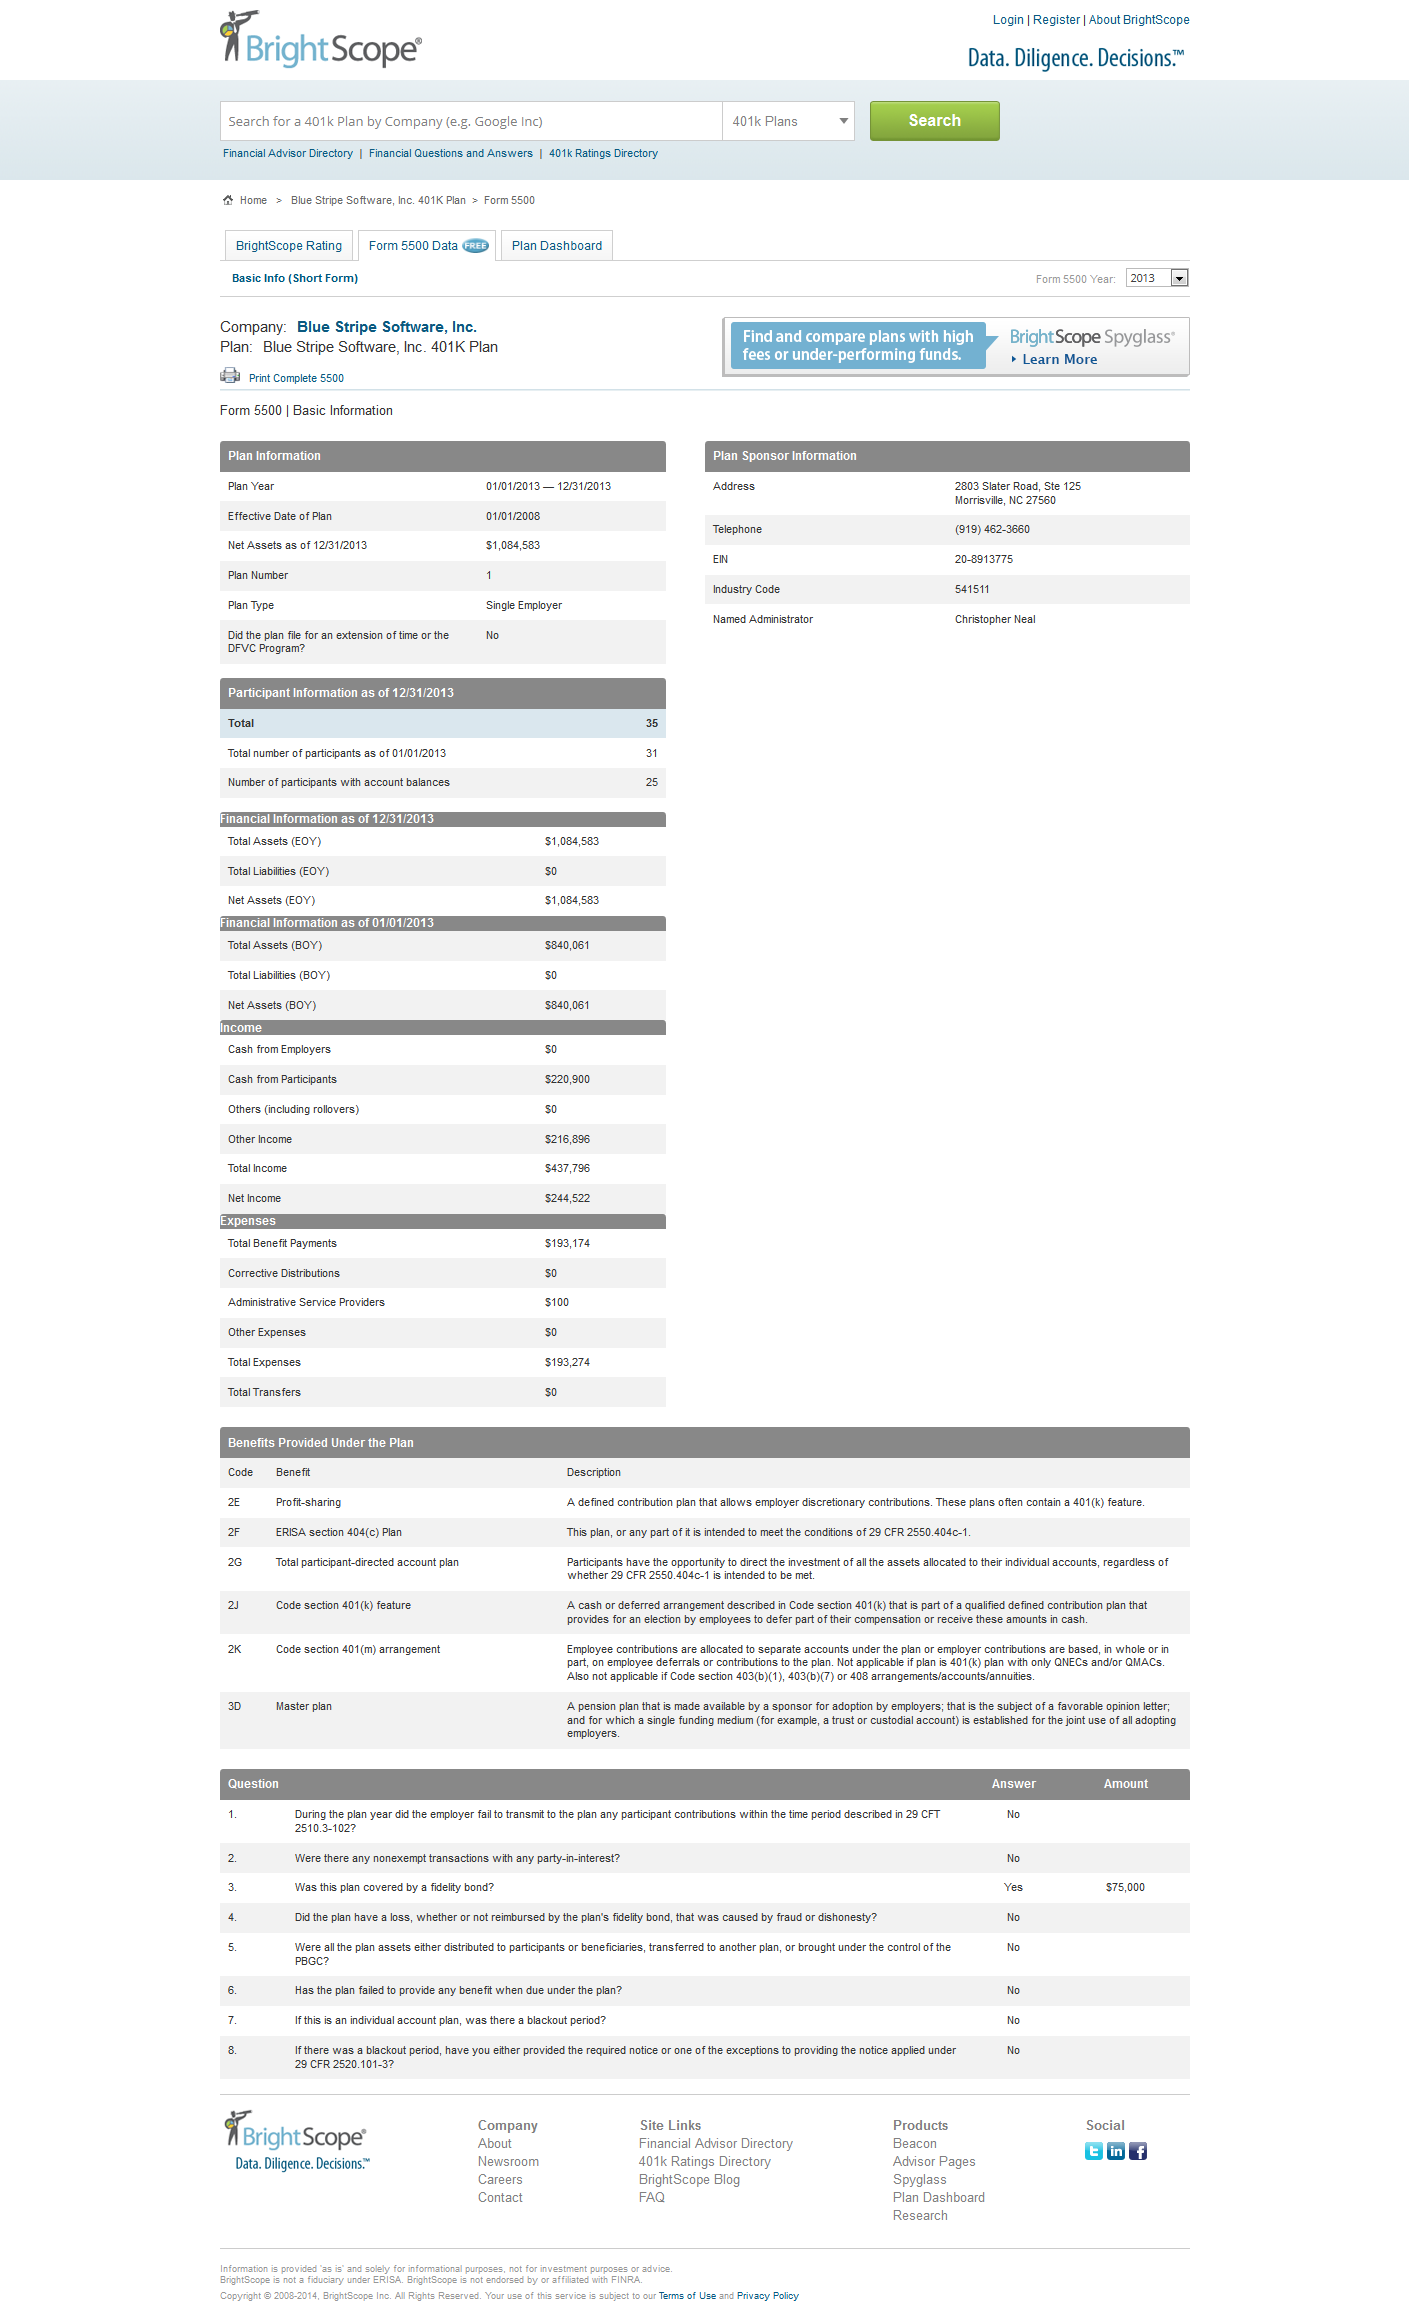 BrightScope®
Login | Register | About BrightScope
Data. Diligence. Decisions.™
Search for a 401k Plan by Company (e.g. Google Inc)
401k Plans
Search
Financial Advisor Directory | Financial Questions and Answers | 401k Ratings Directory
Home > Blue Stripe Software, Inc. 401K Plan > Form 5500
BrightScope Rating
Form 5500 Data FREE
Plan Dashboard
Basic Info (Short Form)
Form 5500 Year: 2013
Company: Blue Stripe Software, Inc.
Plan: Blue Stripe Software, Inc. 401K Plan
Print Complete 5500
Find and compare plans with high
fees or under-performing funds.
BrightScope Spyglass®
Learn More
Form 5500 | Basic Information
Plan Information
Plan Year 01/01/2013 — 12/31/2013
Effective Date of Plan 01/01/2008
Net Assets as of 12/31/2013 $1,084,583
Plan Number 1
Plan Type Single Employer
Did the plan file for an extension of time or the No
DFVC Program?
Plan Sponsor Information
Address 2803 Slater Road, Ste 125
Morrisville, NC 27560
Telephone (919) 462-3660
EIN 20-8913775
Industry Code 541511
Named Administrator Christopher Neal
Participant Information as of 12/31/2013
Total 35
Total number of participants as of 01/01/2013 31
Number of participants with account balances 25
Financial Information as of 12/31/2013
Total Assets (EOY) $1,084,583
Total Liabilities (EOY) $0
Net Assets (EOY) $1,084,583
Financial Information as of 01/01/2013
Total Assets (BOY) $840,061
Total Liabilities (BOY) $0
Net Assets (BOY) $840,061
Income
Cash from Employers $0
Cash from Participants $220,900
Others (including rollovers) $0
Other Income $216,896
Total Income $437,796
Net Income $244,522
Expenses
Total Benefit Payments $193,174
Corrective Distributions $0
Administrative Service Providers $100
Other Expenses $0
Total Expenses $193,274
Total Transfers $0
Benefits Provided Under the Plan
Code Benefit Description
2E Profit-sharing A defined contribution plan that allows employer discretionary contributions. These plans often contain a 401(k) feature.
2F ERISA section 404(c) Plan This plan, or any part of it is intended to meet the conditions of 29 CFR 2550.404c-1.
2G Total participant-directed account plan Participants have the opportunity to direct the investment of all the assets allocated to their individual accounts, regardless of
whether 29 CFR 2550.404c-1 is intended to be met.
2J Code section 401(k) feature A cash or deferred arrangement described in Code section 401(k) that is part of a qualified defined contribution plan that
provides for an election by employees to defer part of their compensation or receive these amounts in cash.
2K Code section 401(m) arrangement Employee contributions are allocated to separate accounts under the plan or employer contributions are based, in whole or in
part, on employee deferrals or contributions to the plan. Not applicable if plan is 401(k) plan with only QNECs and/or QMACs.
Also not applicable if Code section 403(b)(1), 403(b)(7) or 408 arrangements/accounts/annuities.
3D Master plan A pension plan that is made available by a sponsor for adoption by employers; that is the subject of a favorable opinion letter;
and for which a single funding medium (for example, a trust or custodial account) is established for the joint use of all adopting
employers.
Question Answer Amount
1. During the plan year did the employer fail to transmit to the plan any participant contributions within the time period described in 29 CFT No
2510.3-102?
2. Were there any nonexempt transactions with any party-in-interest? No
3. Was this plan covered by a fidelity bond? Yes $75,000
4. Did the plan have a loss, whether or not reimbursed by the plan's fidelity bond, that was caused by fraud or dishonesty? No
5. Were all the plan assets either distributed to participants or beneficiaries, transferred to another plan, or brought under the control of the No
PBGC?
6. Has the plan failed to provide any benefit when due under the plan? No
7. If this is an individual account plan, was there a blackout period? No
8. If there was a blackout period, have you either provided the required notice or one of the exceptions to providing the notice applied under No
29 CFR 2520.101-3?
BrightScope®
Data. Diligence. Decisions.™
Company
About
Newsroom
Careers
Contact
Site Links
Financial Advisor Directory
401k Ratings Directory
BrightScope Blog
FAQ
Products
Beacon
Advisor Pages
Spyglass
Plan Dashboard
Research
Social
Information is provided 'as is' and solely for informational purposes, not for investment purposes or advice.
BrightScope is not a fiduciary under ERISA. BrightScope is not endorsed by or affiliated with FINRA.
Copyright © 2008-2014, BrightScope Inc. All Rights Reserved. Your use of this service is subject to our Terms of Use and Privacy Policy